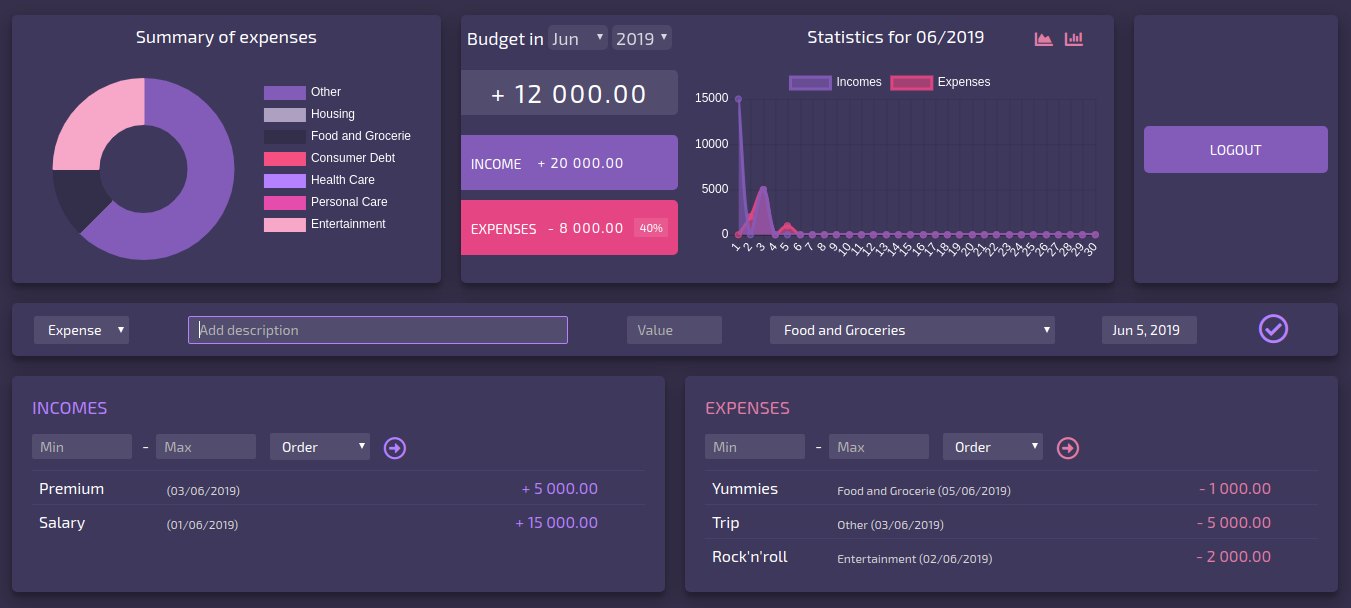 Summary of expenses
Other
Housing
Food and Grocerie
Consumer Debt
Health Care
Personal Care
Entertainment
Budget in Jun 2019
+ 12 000.00
INCOME + 20 000.00
EXPENSES - 8 000.00 40%
Statistics for 06/2019
Incomes Expenses
15000
10000
5000
0
1 2 3 4 5 6 7 8 9 10 11 12 13 14 15 16 17 18 19 20 21 22 23 24 25 26 27 28 29 30
LOGOUT
Expense Add description Value Food and Groceries Jun 5, 2019
INCOMES
Min - Max Order
Premium (03/06/2019) + 5 000.00
Salary (01/06/2019) + 15 000.00
EXPENSES
Min - Max Order
Yummies Food and Grocerie (05/06/2019) - 1 000.00
Trip Other (03/06/2019) - 5 000.00
Rock'n'roll Entertainment (02/06/2019) - 2 000.00